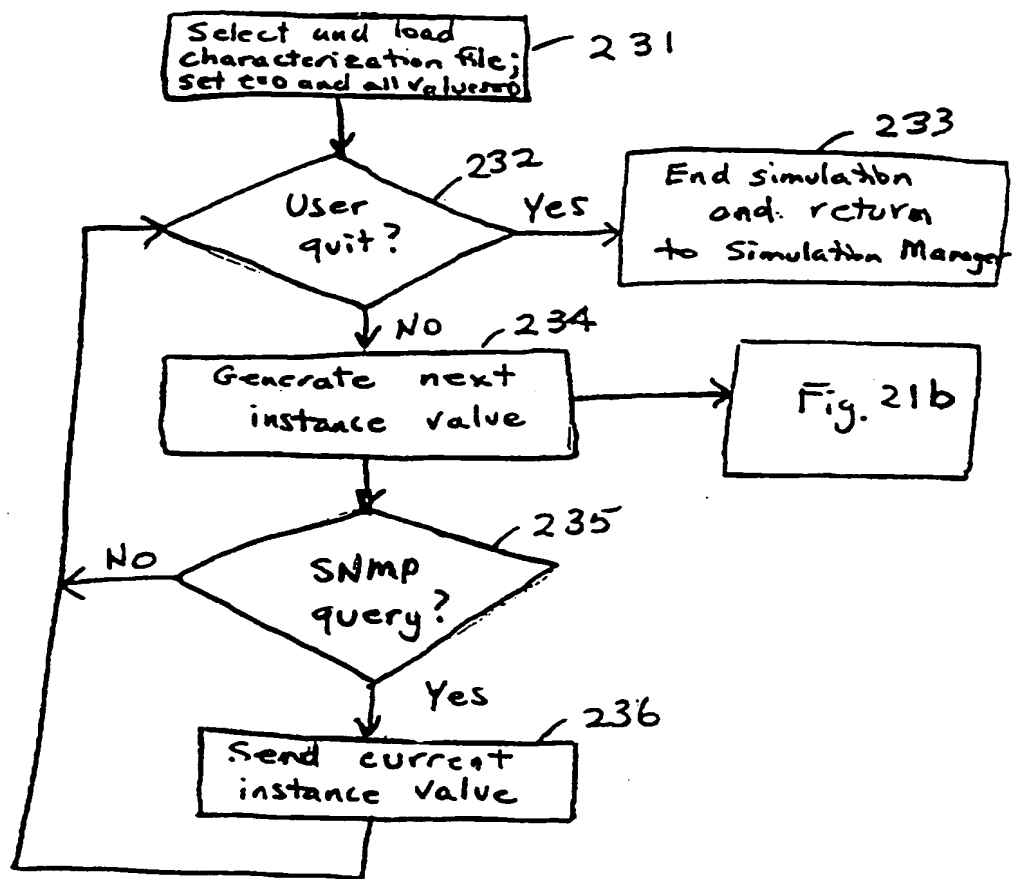 Select and load
characterization file;
set t=0 and all values=0
231
232
User
quit?
Yes
233
End simulation
and. return
to Simulation Manager
No
234
Generate next
instance value
Fig. 21b
235
SNMP
query?
No
Yes
236
Send current
instance value